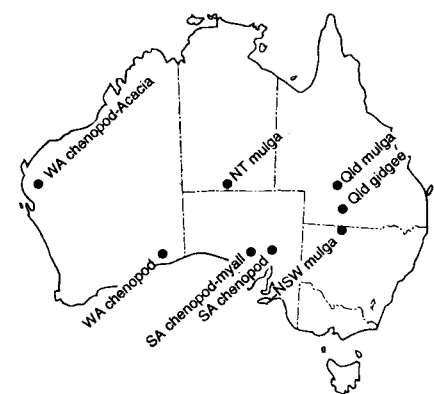 WA chenopod-Acacia
NT mulga
Qld mulga
Qld gidgee
WA chenopod
SA chenopod-myall
SA chenopod
NSW mulga